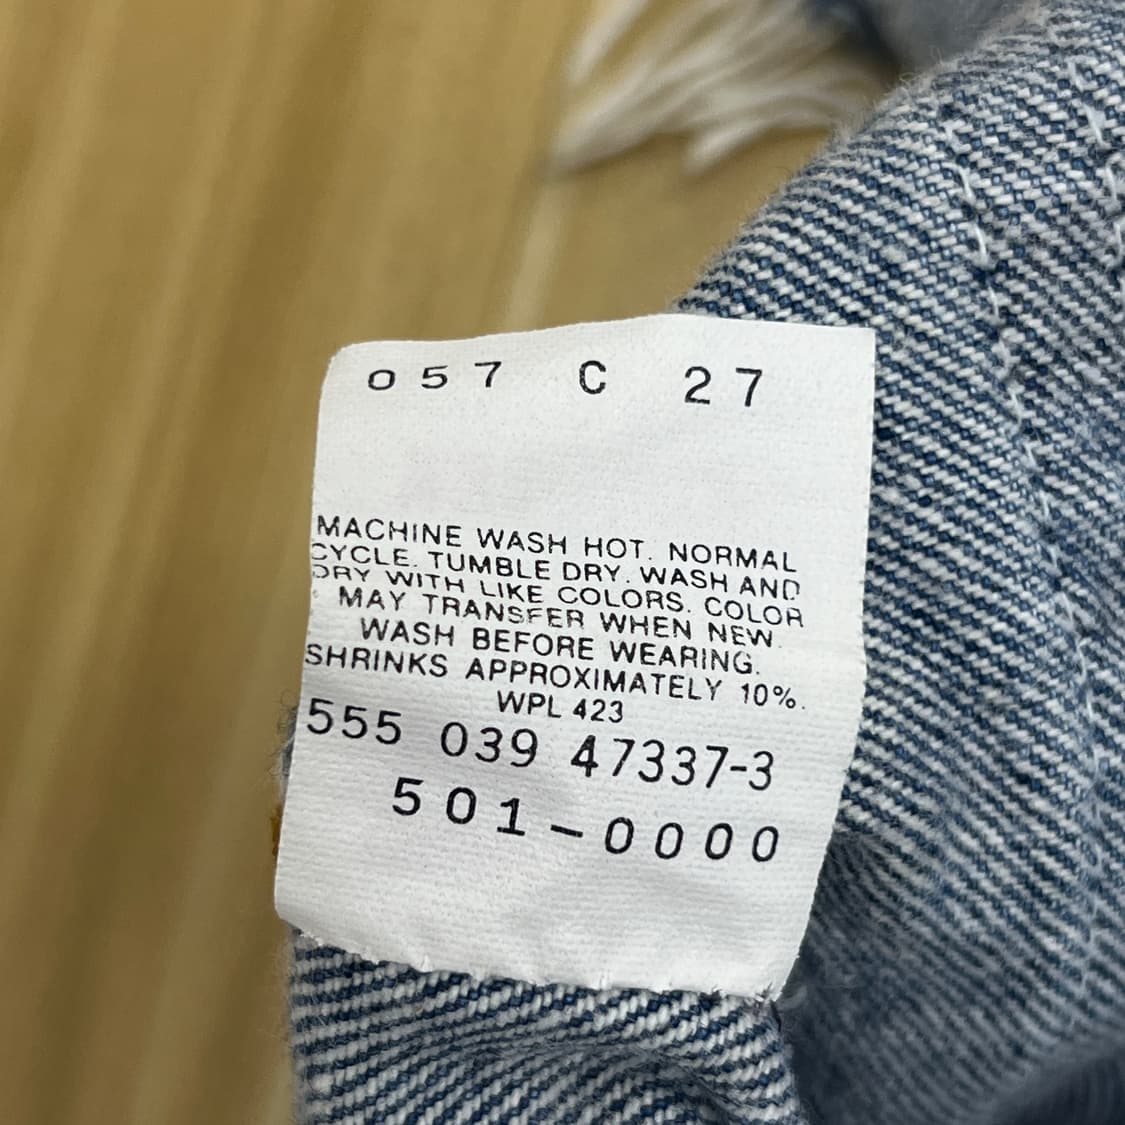 057 C 27
MACHINE WASH HOT. NORMAL
CYCLE. TUMBLE DRY. WASH AND
DRY WITH LIKE COLORS. COLOR
MAY TRANSFER WHEN NEW.
WASH BEFORE WEARING.
SHRINKS APPROXIMATELY 10%.
WPL 423
555 039 47337-3
501-0000